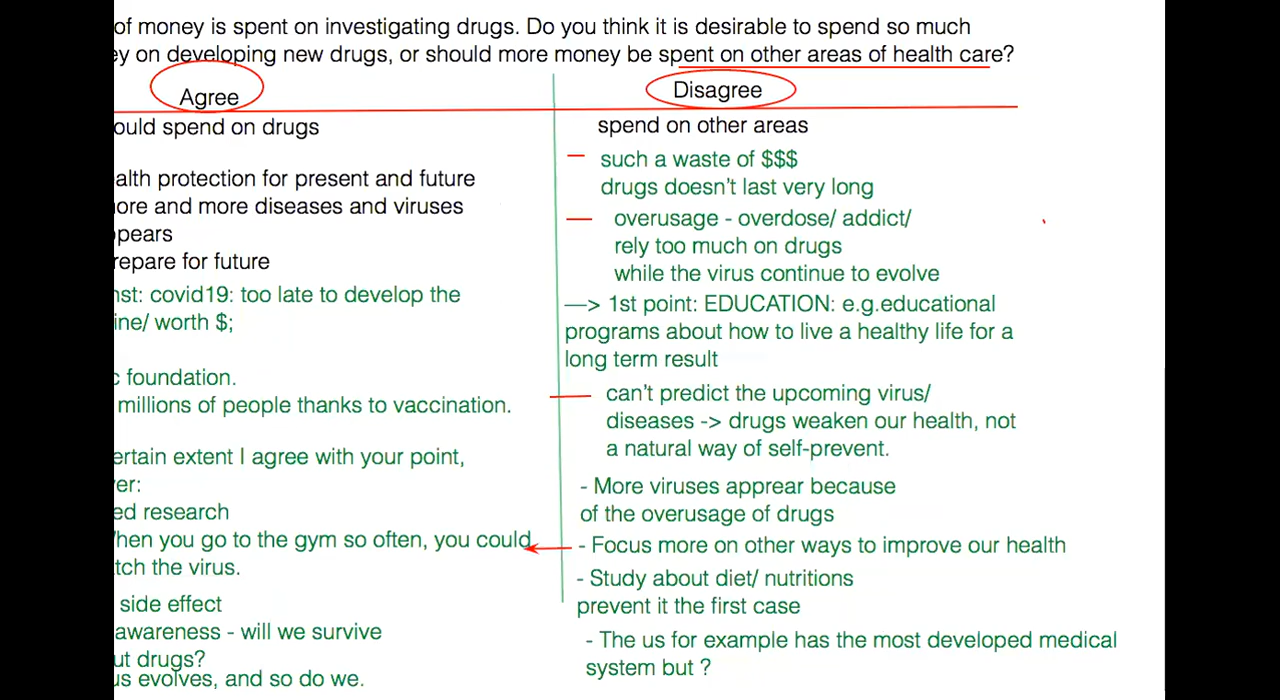 of money is spent on investigating drugs. Do you think it is desirable to spend so much
ey on developing new drugs, or should more money be spent on other areas of health care?
Agree
ould spend on drugs
alth protection for present and future
ore and more diseases and viruses
pears
repare for future
nst: covid19: too late to develop the
ine/ worth $;
c foundation.
millions of people thanks to vaccination.
ertain extent I agree with your point,
er:
ed research
hen you go to the gym so often, you could
tch the virus.
side effect
awareness - will we survive
ut drugs?
us evolves, and so do we.
Disagree
spend on other areas
such a waste of $$$
drugs doesn't last very long
overusage - overdose/ addict/
rely too much on drugs
while the virus continue to evolve
—> 1st point: EDUCATION: e.g.educational
programs about how to live a healthy life for a
long term result
can't predict the upcoming virus/
diseases -> drugs weaken our health, not
a natural way of self-prevent.
- More viruses apprear because
of the overusage of drugs
- Focus more on other ways to improve our health
- Study about diet/ nutritions
prevent it the first case
- The us for example has the most developed medical
system but ?